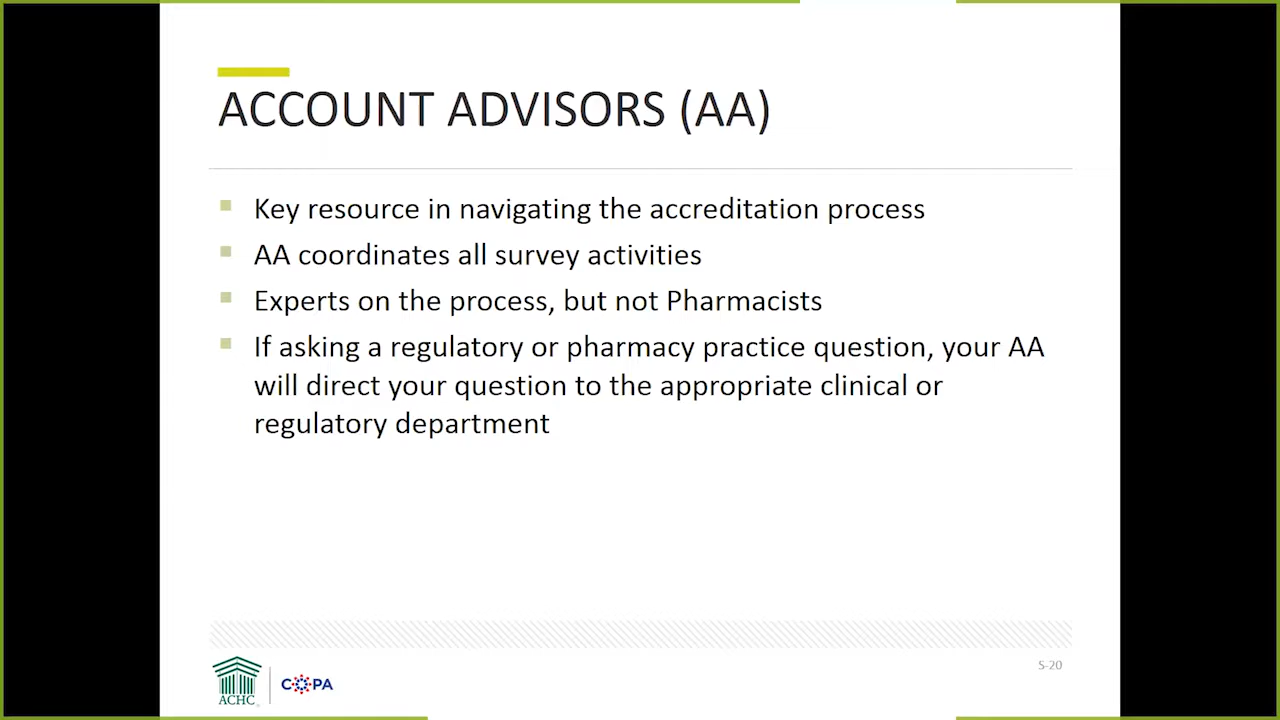 ACCOUNT ADVISORS (AA)
Key resource in navigating the accreditation process
AA coordinates all survey activities
Experts on the process, but not Pharmacists
If asking a regulatory or pharmacy practice question, your AA
will direct your question to the appropriate clinical or
regulatory department
S-20
ACHC
COPA